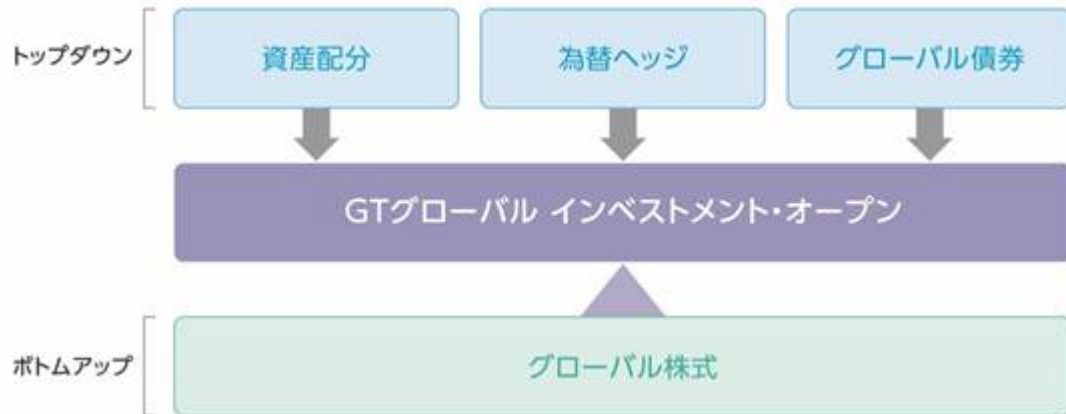 トップダウン
資産配分
為替ヘッジ
グローバル債券
GTグローバル インベストメント・オープン
ボトムアップ
グローバル株式